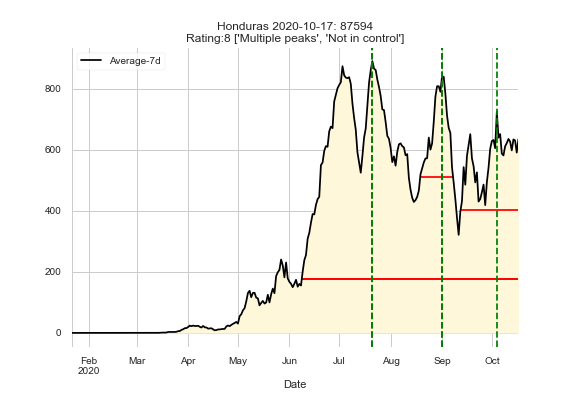 Honduras 2020-10-17: 87594
Rating:8 ['Multiple peaks', 'Not in control']
Average-7d
800
600
400
200
0
Feb Mar Apr May Jun Jul Aug Sep Oct
2020
Date